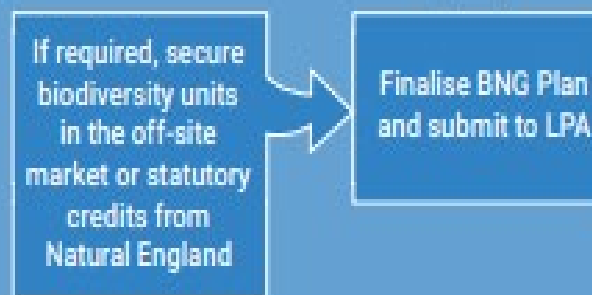 If required, secure
biodiversity units
in the off-site
market or statutory
credits from
Natural England
Finalise BNG Plan
and submit to LPA